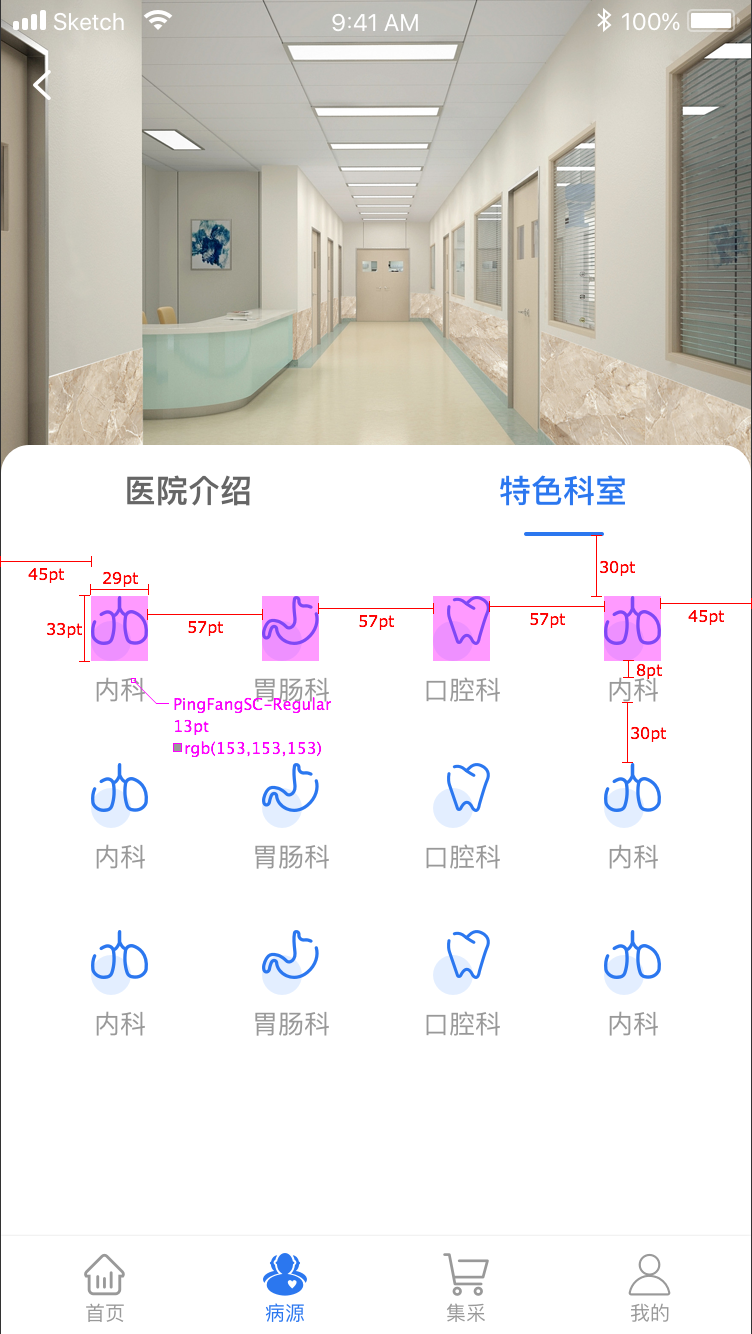 Sketch 9:41 AM 100%
医院介绍 特色科室
30pt
45pt 29pt
33pt 57pt 57pt 57pt 45pt
8pt
内科 胃肠科 口腔科 内科
PingFangSC-Regular
13pt
rgb(153,153,153)
30pt
内科 胃肠科 口腔科 内科
内科 胃肠科 口腔科 内科
首页 病源 集采 我的